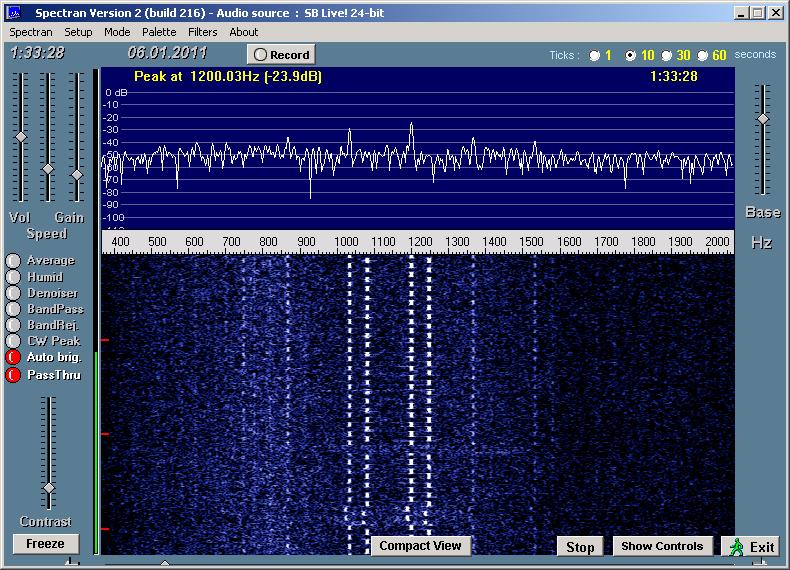 Spectran Version 2 (build 216) - Audio source : SB Live! 24-bit
Spectran Setup Mode Palette Filters About
1:33:28 06.01.2011 Record Ticks : 1 10 30 60 seconds
Peak at 1200.03Hz (-23.9dB) 1:33:28
0 dB
-10
-20
-30
-40
-50
-60
-70
-80
-90
-100
-110
Vol Gain
Speed
Base
400 500 600 700 800 900 1000 1100 1200 1300 1400 1500 1600 1700 1800 1900 2000
Hz
Average
Humid
Denoiser
BandPass
BandRej.
CW Peak
Auto brig.
PassThru
Contrast
Freeze Compact View Stop Show Controls Exit